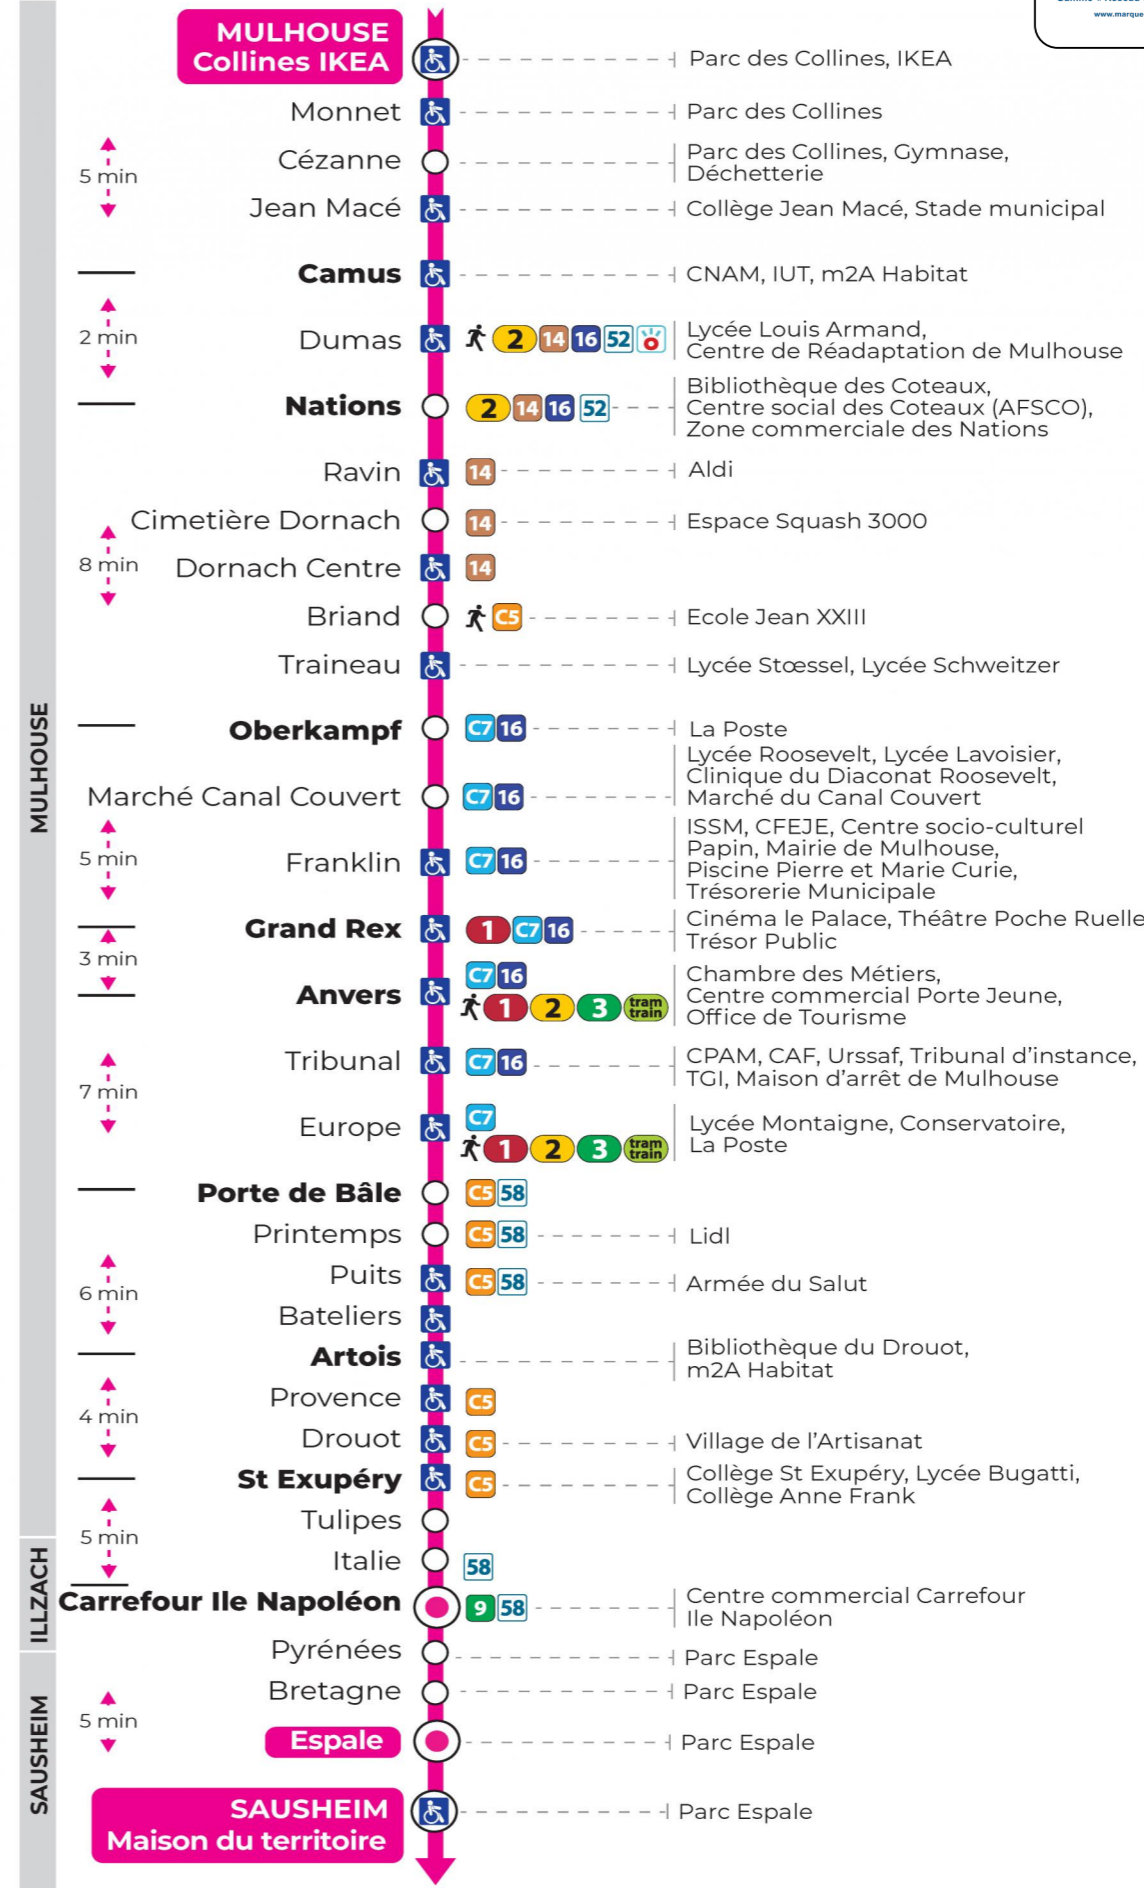 www.marque
MULHOUSE
Collines IKEA
Parc des Collines, IKEA
Monnet
Parc des Collines
Cézanne
Parc des Collines, Gymnase,
Déchetterie
5 min
Jean Macé
Collège Jean Macé, Stade municipal
Camus
CNAM, IUT, m2A Habitat
2 min
Dumas
2 14 16 52
Lycée Louis Armand,
Centre de Réadaptation de Mulhouse
Nations
2 14 16 52
Bibliothèque des Coteaux,
Centre social des Coteaux (AFSCO),
Zone commerciale des Nations
Ravin
14
Aldi
Cimetière Dornach
14
Espace Squash 3000
8 min
Dornach Centre
14
Briand
C5
Ecole Jean XXIII
Traineau
Lycée Stœssel, Lycée Schweitzer
MULHOUSE
Oberkampf
C7 16
La Poste
Marché Canal Couvert
C7 16
Lycée Roosevelt, Lycée Lavoisier,
Clinique du Diaconat Roosevelt,
Marché du Canal Couvert
5 min
Franklin
C7 16
ISSM, CFEJE, Centre socio-culturel
Papin, Mairie de Mulhouse,
Piscine Pierre et Marie Curie,
Trésorerie Municipale
Grand Rex
1 C7 16
Cinéma le Palace, Théâtre Poche Ruelle
Trésor Public
3 min
Anvers
C7 16
1 2 3 tram train
Chambre des Métiers,
Centre commercial Porte Jeune,
Office de Tourisme
Tribunal
C7 16
CPAM, CAF, Urssaf, Tribunal d’instance,
TGI, Maison d’arrêt de Mulhouse
7 min
Europe
C7
1 2 3 tram train
Lycée Montaigne, Conservatoire,
La Poste
Porte de Bâle
C5 58
Printemps
C5 58
Lidl
Puits
C5 58
Armée du Salut
6 min
Bateliers
Artois
Bibliothèque du Drouot,
m2A Habitat
Provence
C5
4 min
Drouot
C5
Village de l’Artisanat
St Exupéry
C5
Collège St Exupéry, Lycée Bugatti,
Collège Anne Frank
Tulipes
5 min
Italie
58
ILLZACH
Carrefour Ile Napoléon
9 58
Centre commercial Carrefour
Ile Napoléon
Pyrénées
Parc Espale
Bretagne
Parc Espale
5 min
SAUSHEIM
Espale
Parc Espale
SAUSHEIM
Maison du territoire
Parc Espale